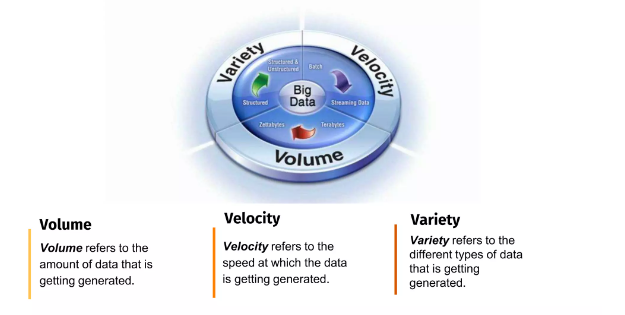 Variety
Velocity
Structured &
Unstructured
Batch
Big
Data
Structured
Streaming Data
Zettabytes
Terabytes
Volume
Volume
Volume refers to the
amount of data that is
getting generated.
Velocity
Velocity refers to the
speed at which the data
is getting generated.
Variety
Variety refers to the
different types of data
that is getting
generated.